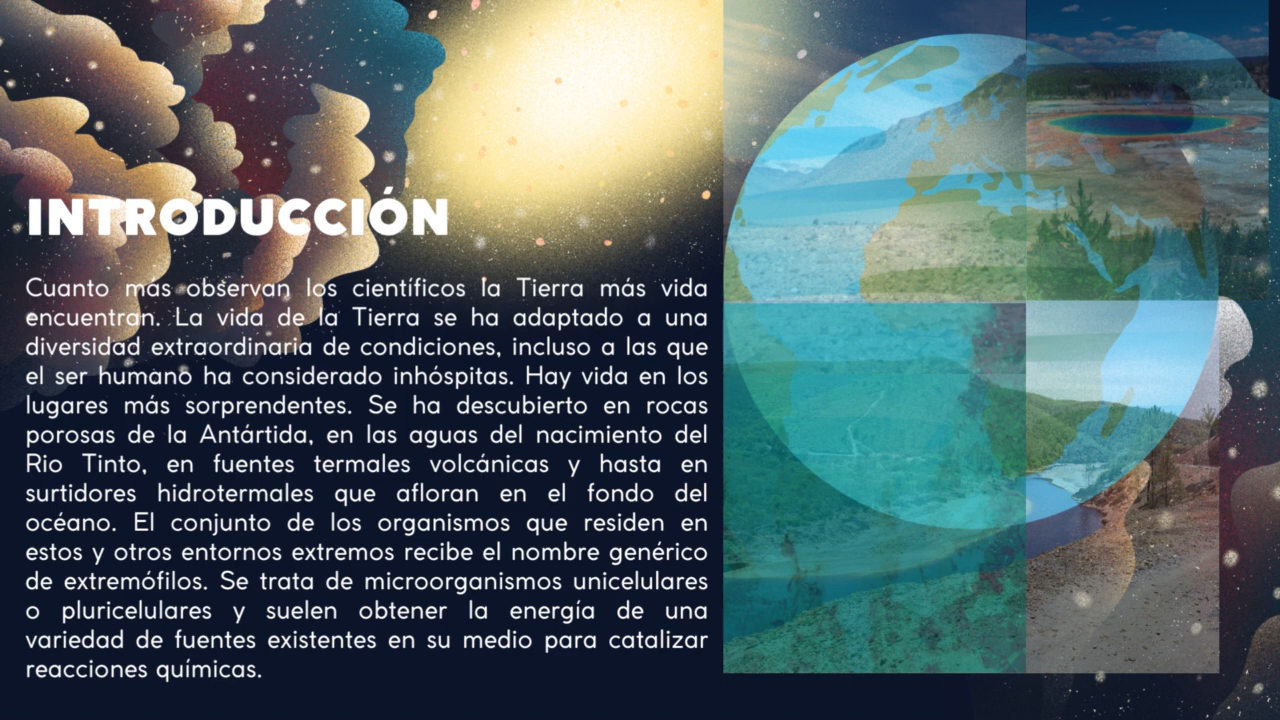 INTRODUCCIÓN
Cuanto más observan los científicos la Tierra más vida
encuentran. La vida de la Tierra se ha adaptado a una
diversidad extraordinaria de condiciones, incluso a las que
el ser humano ha considerado inhóspitas. Hay vida en los
lugares más sorprendentes. Se ha descubierto en rocas
porosas de la Antártida, en las aguas del nacimiento del
Rio Tinto, en fuentes termales volcánicas y hasta en
surtidores hidrotermales que afloran en el fondo del
océano. El conjunto de los organismos que residen en
estos y otros entornos extremos recibe el nombre genérico
de extremófilos. Se trata de microorganismos unicelulares
o pluricelulares y suelen obtener la energía de una
variedad de fuentes existentes en su medio para catalizar
reacciones químicas.